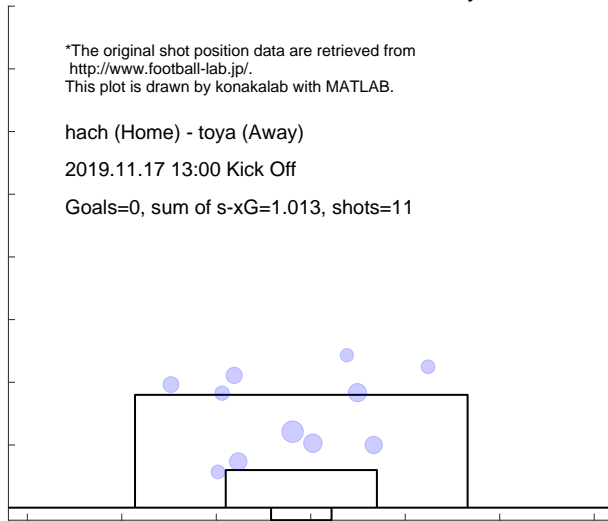 *The original shot position data are retrieved from
http://www.football-lab.jp/.
This plot is drawn by konakalab with MATLAB.
hach (Home) - toya (Away)
2019.11.17 13:00 Kick Off
Goals=0, sum of s-xG=1.013, shots=11